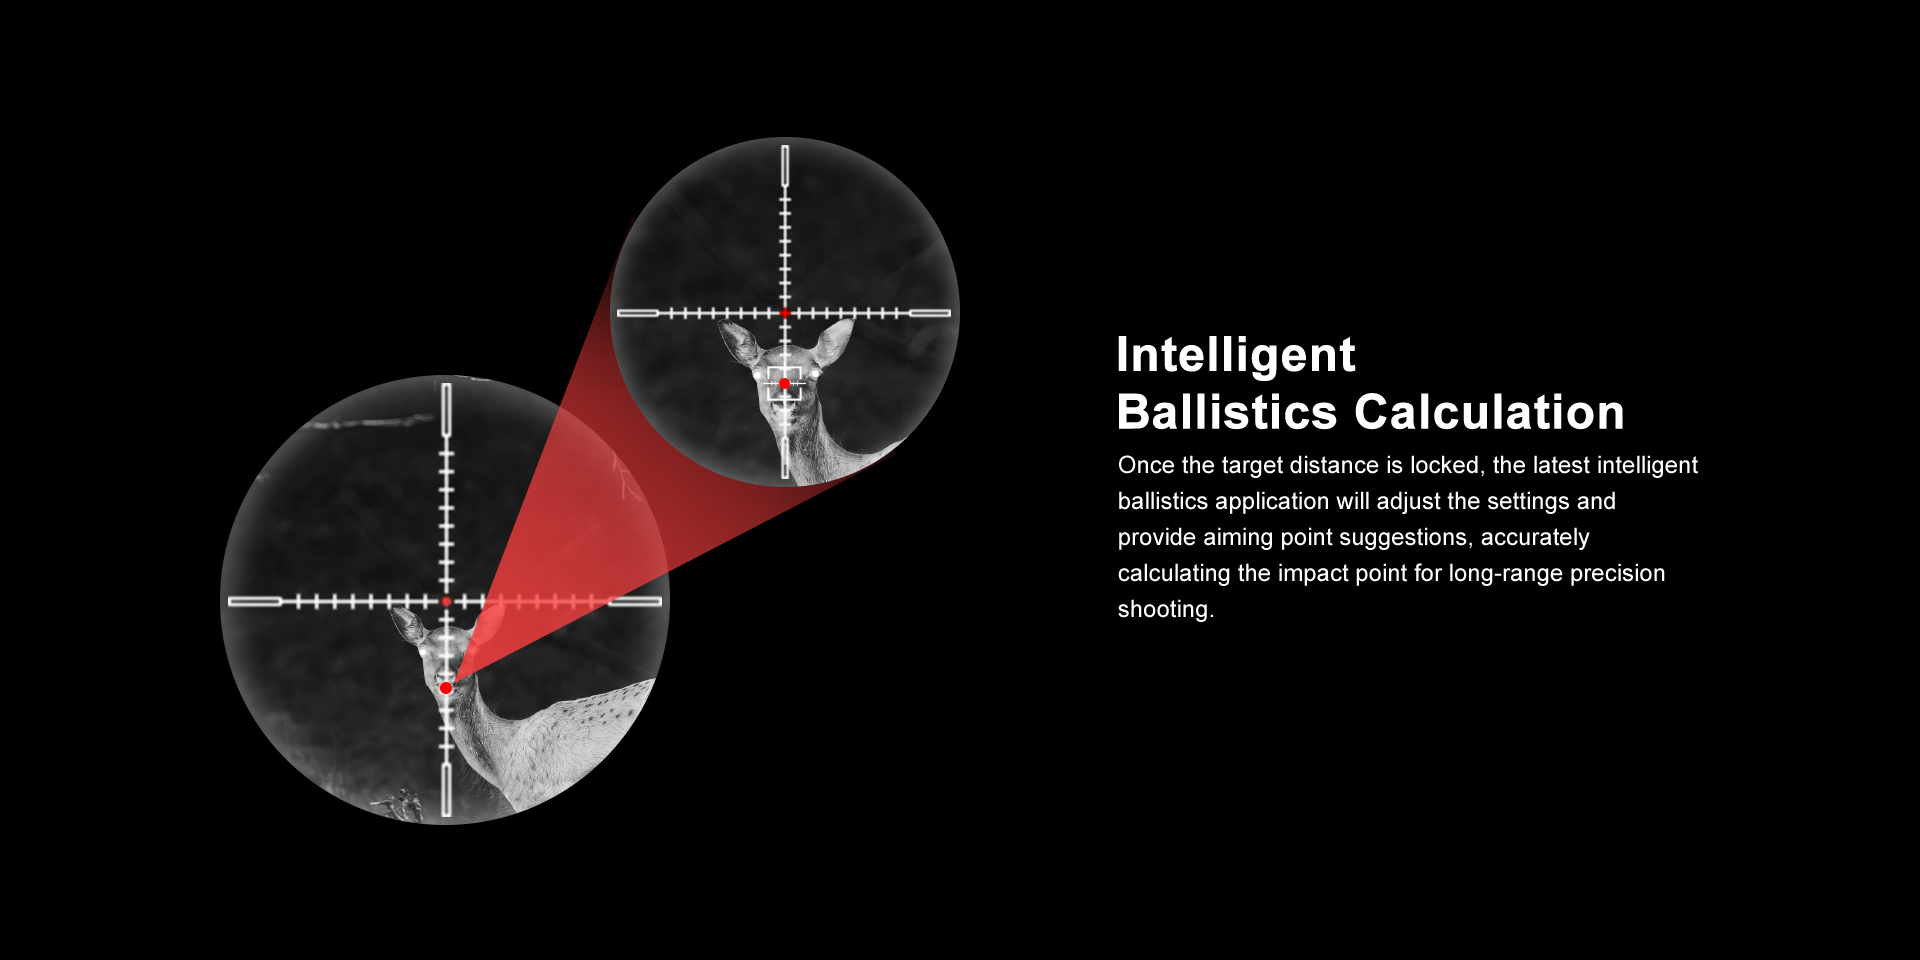 Intelligent
Ballistics Calculation
Once the target distance is locked, the latest intelligent
ballistics application will adjust the settings and
provide aiming point suggestions, accurately
calculating the impact point for long-range precision
shooting.